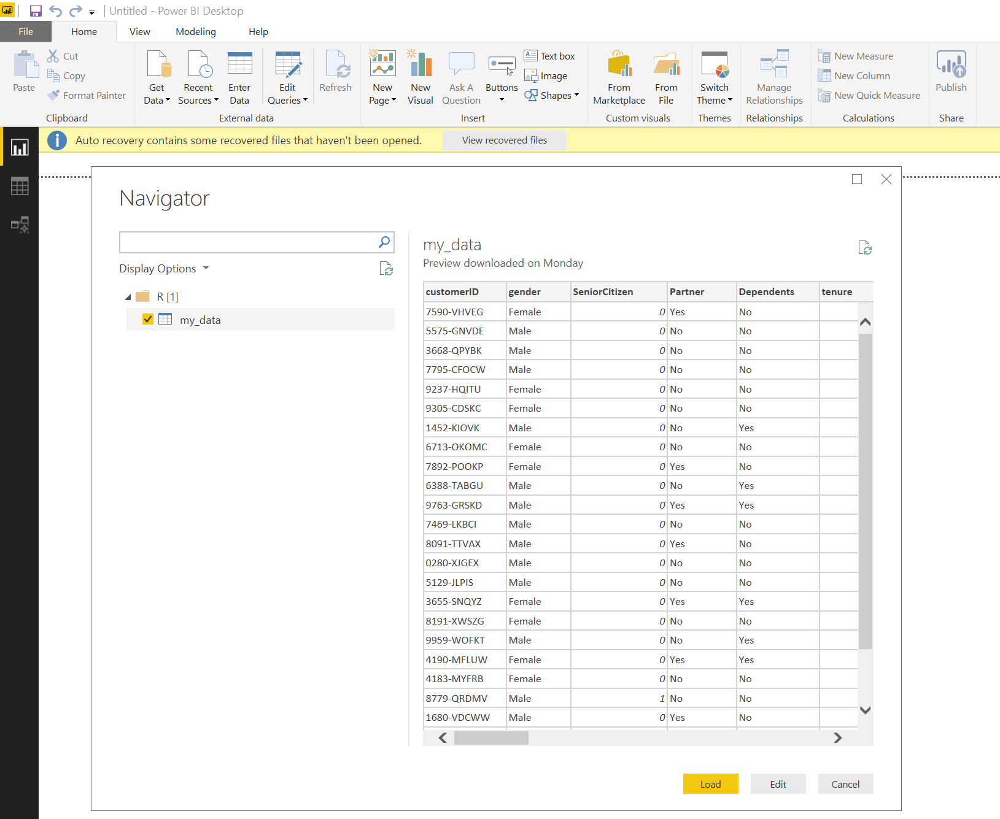 Untitled - Power BI Desktop
File Home View Modeling Help
Paste
Cut
Copy
Format Painter
Clipboard
Get Data
Recent Sources
Enter Data
Edit Queries
Refresh
External data
New Page
New Visual
Ask A Question
Buttons
Text box
Image
Shapes
Insert
From Marketplace
From File
Custom visuals
Switch Theme
Themes
Manage Relationships
Relationships
New Measure
New Column
New Quick Measure
Calculations
Publish
Share
Auto recovery contains some recovered files that haven't been opened. View recovered files
Navigator
Display Options
R [1]
my_data
my_data
Preview downloaded on Monday
customerID gender SeniorCitizen Partner Dependents tenure
7590-VHVEG Female 0 Yes No
5575-GNVDE Male 0 No No
3668-QPYBK Male 0 No No
7795-CFOCW Male 0 No No
9237-HQITU Female 0 No No
9305-CDSKC Female 0 No No
1452-KIOVK Male 0 No Yes
6713-OKOMC Female 0 No No
7892-POOKP Female 0 Yes No
6388-TABGU Male 0 No Yes
9763-GRSKD Male 0 Yes Yes
7469-LKBCI Male 0 No No
8091-TTVAX Male 0 Yes No
0280-XJGEX Male 0 No No
5129-JLPIS Male 0 No No
3655-SNQYZ Female 0 Yes Yes
8191-XWSZG Female 0 No No
9959-WOFKT Male 0 No Yes
4190-MFLUW Female 0 Yes Yes
4183-MYFRB Female 0 No No
8779-QRDMV Male 1 No No
1680-VDCWW Male 0 Yes No
Load Edit Cancel